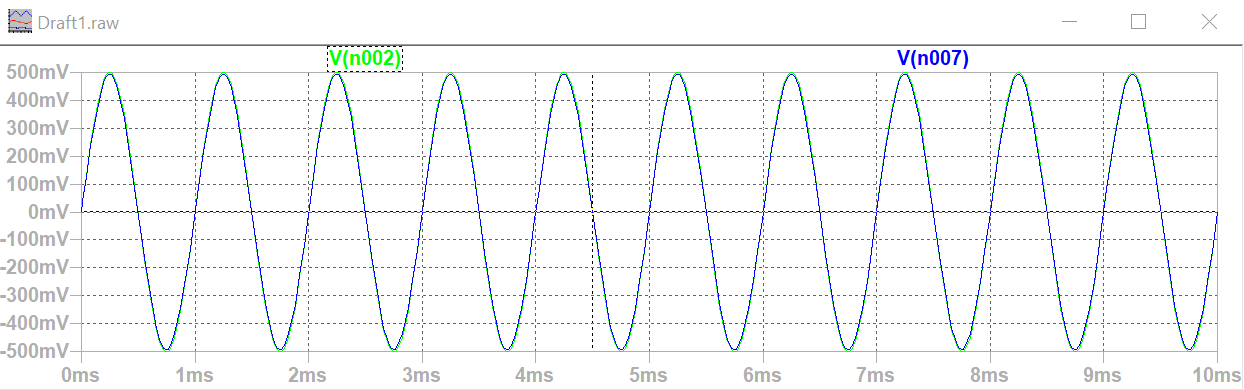 Draft1.raw
V(n002) V(n007)
500mV
400mV
300mV
200mV
100mV
0mV
-100mV
-200mV
-300mV
-400mV
-500mV
0ms 1ms 2ms 3ms 4ms 5ms 6ms 7ms 8ms 9ms 10ms